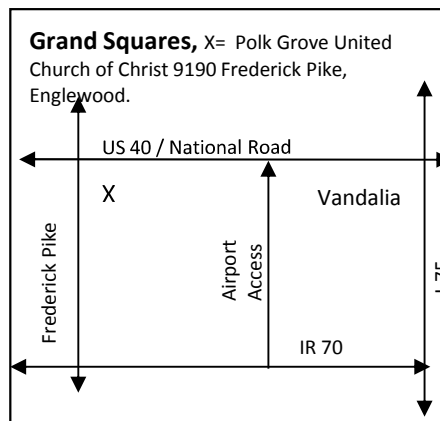 Grand Squares, X= Polk Grove United
Church of Christ 9190 Frederick Pike,
Englewood.
US 40 / National Road
X
Vandalia
Frederick Pike
Airport
Access
I-75
IR 70